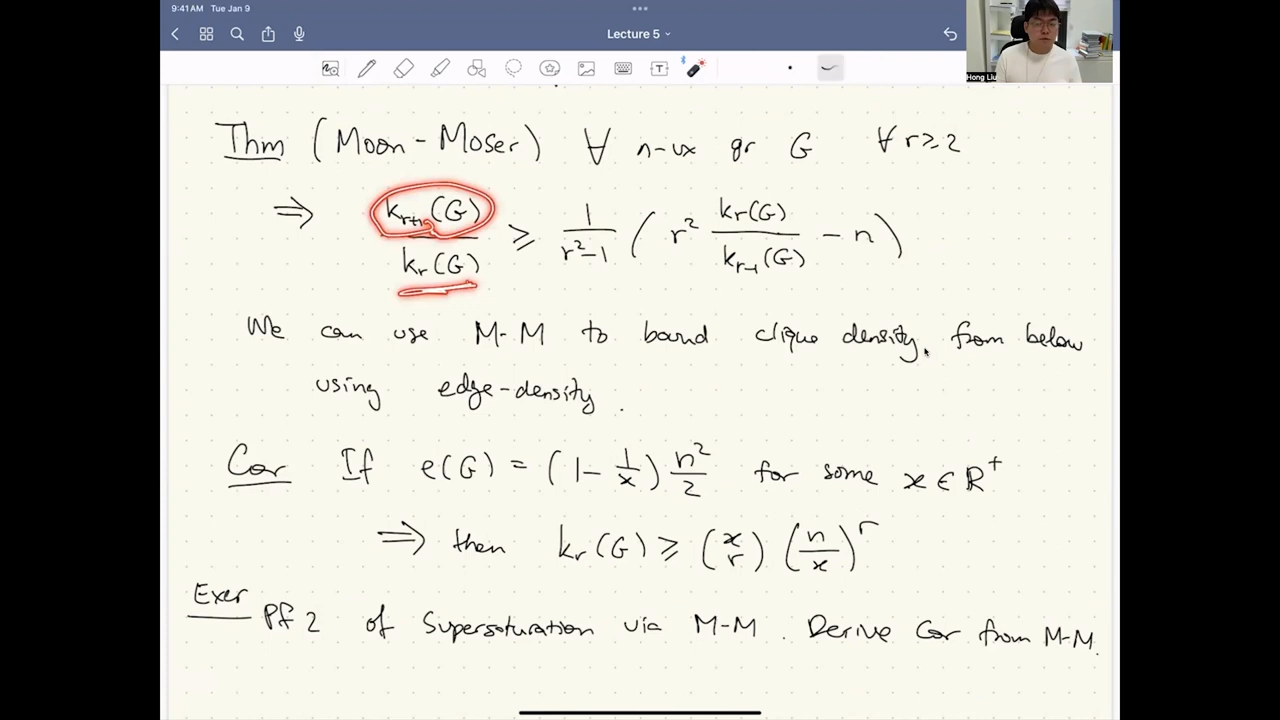 9:41 AM Tue Jan 9
Lecture 5
Hong Liu
Thm (Moon-Moser) ∀ n-vx gr G ∀ r≥2
⇒ k_{r+1}(G) / k_r(G) ≥ 1/(r²-1) ( r² k_r(G)/k_{r-1}(G) - n )
We can use M-M to bound clique density from below
using edge-density.
Cor If e(G) = (1 - 1/x) n²/2 for some x ∈ ℝ⁺
⇒ then k_r(G) ≥ (x r) (n/x)^r
Exer Pf 2 of Supersaturation via M-M. Derive Cor from M-M.